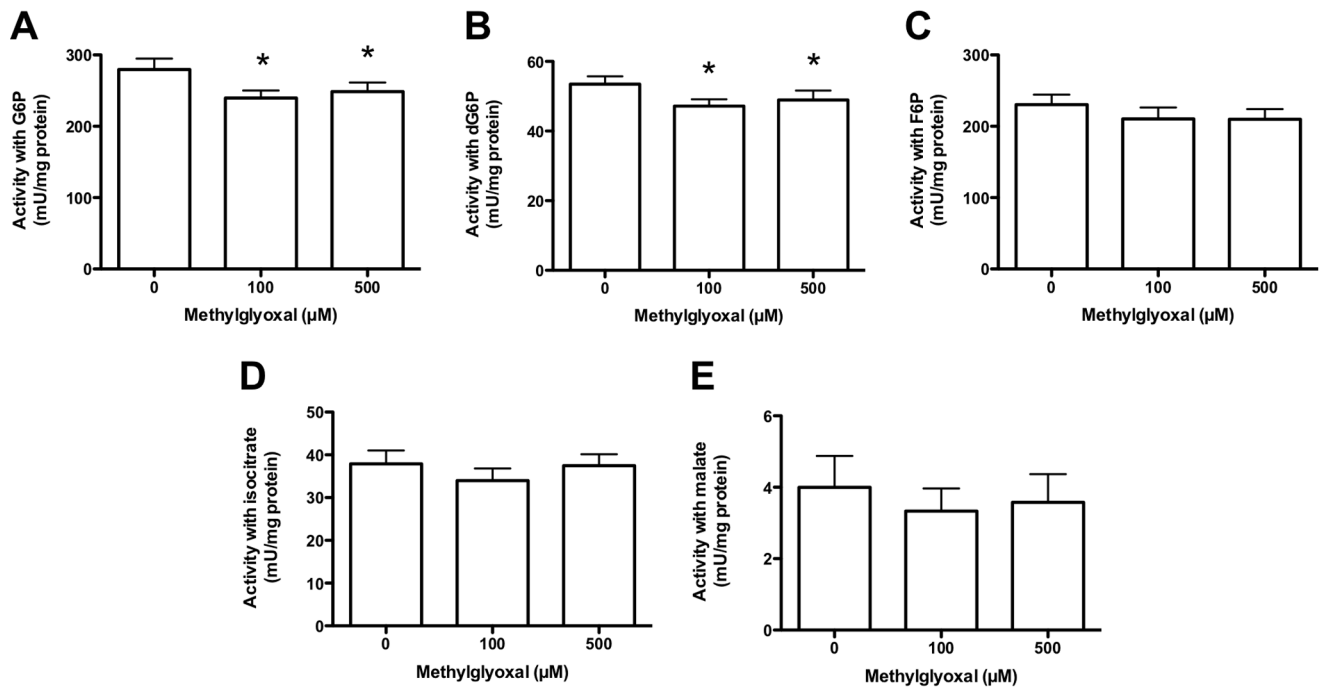 A
Activity with G6P
(mU/mg protein)
300
200
100
0
* *
0 100 500
Methylglyoxal (µM)
B
Activity with dG6P
(mU/mg protein)
60
40
20
0
* *
0 100 500
Methylglyoxal (µM)
C
Activity with F6P
(mU/mg protein)
300
200
100
0
0 100 500
Methylglyoxal (µM)
D
Activity with isocitrate
(mU/mg protein)
50
40
30
20
10
0
0 100 500
Methylglyoxal (µM)
E
Activity with malate
(mU/mg protein)
6
4
2
0
0 100 500
Methylglyoxal (µM)